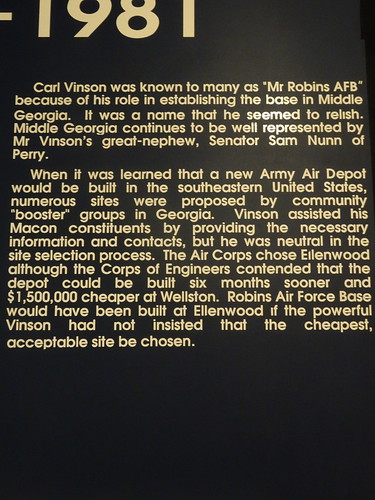 - 1981
Carl Vinson was known to many as "Mr Robins AFB"
because of his role in establishing the base in Middle
Georgia. It was a name that he seemed to relish.
Middle Georgia continues to be well represented by
Mr Vinson's great-nephew, Senator Sam Nunn of
Perry.
When it was learned that a new Army Air Depot
would be built in the southeastern United States,
numerous sites were proposed by community
"booster" groups in Georgia. Vinson assisted his
Macon constituents by providing the necessary
information and contacts, but he was neutral in the
site selection process. The Air Corps chose Ellenwood
although the Corps of Engineers contended that the
depot could be built six months sooner and
$1,500,000 cheaper at Wellston. Robins Air Force Base
would have been built at Ellenwood if the powerful
Vinson had not insisted that the cheapest,
acceptable site be chosen.